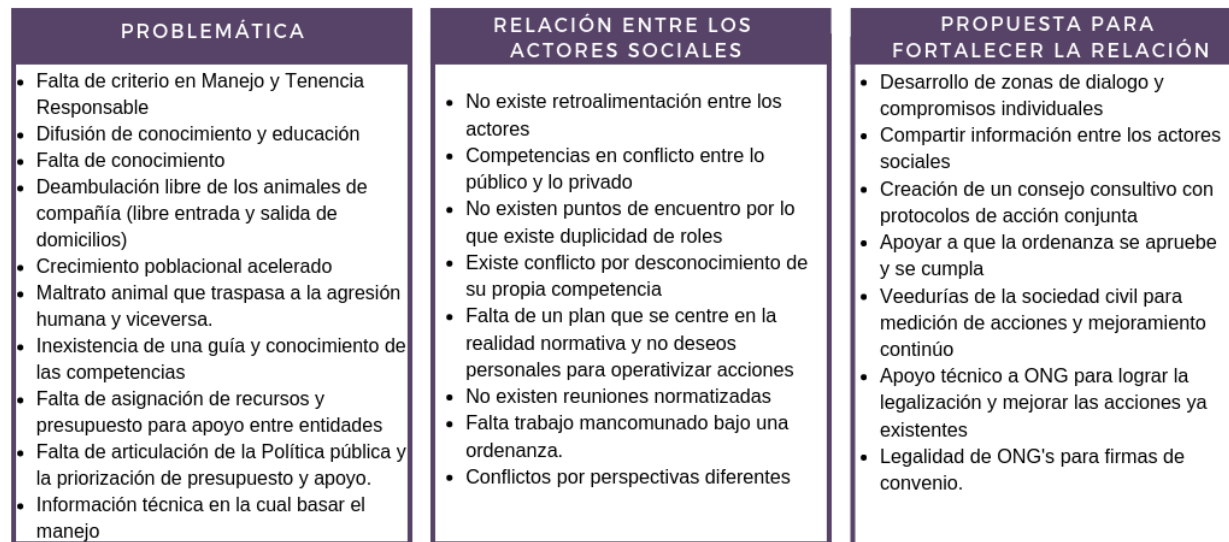 PROBLEMÁTICA
• Falta de criterio en Manejo y Tenencia
Responsable
• Difusión de conocimiento y educación
• Falta de conocimiento
• Deambulación libre de los animales de
compañía (libre entrada y salida de
domicilios)
• Crecimiento poblacional acelerado
• Maltrato animal que traspasa a la agresión
humana y viceversa.
• Inexistencia de una guía y conocimiento de
las competencias
• Falta de asignación de recursos y
presupuesto para apoyo entre entidades
• Falta de articulación de la Política pública y
la priorización de presupuesto y apoyo.
• Información técnica en la cual basar el
manejo
RELACIÓN ENTRE LOS
ACTORES SOCIALES
• No existe retroalimentación entre los
actores
• Competencias en conflicto entre lo
público y lo privado
• No existen puntos de encuentro por lo
que existe duplicidad de roles
• Existe conflicto por desconocimiento de
su propia competencia
• Falta de un plan que se centre en la
realidad normativa y no deseos
personales para operativizar acciones
• No existen reuniones normatizadas
• Falta trabajo mancomunado bajo una
ordenanza.
• Conflictos por perspectivas diferentes
PROPUESTA PARA
FORTALECER LA RELACIÓN
• Desarrollo de zonas de dialogo y
compromisos individuales
• Compartir información entre los actores
sociales
• Creación de un consejo consultivo con
protocolos de acción conjunta
• Apoyar a que la ordenanza se apruebe
y se cumpla
• Veedurías de la sociedad civil para
medición de acciones y mejoramiento
continúo
• Apoyo técnico a ONG para lograr la
legalización y mejorar las acciones ya
existentes
• Legalidad de ONG's para firmas de
convenio.